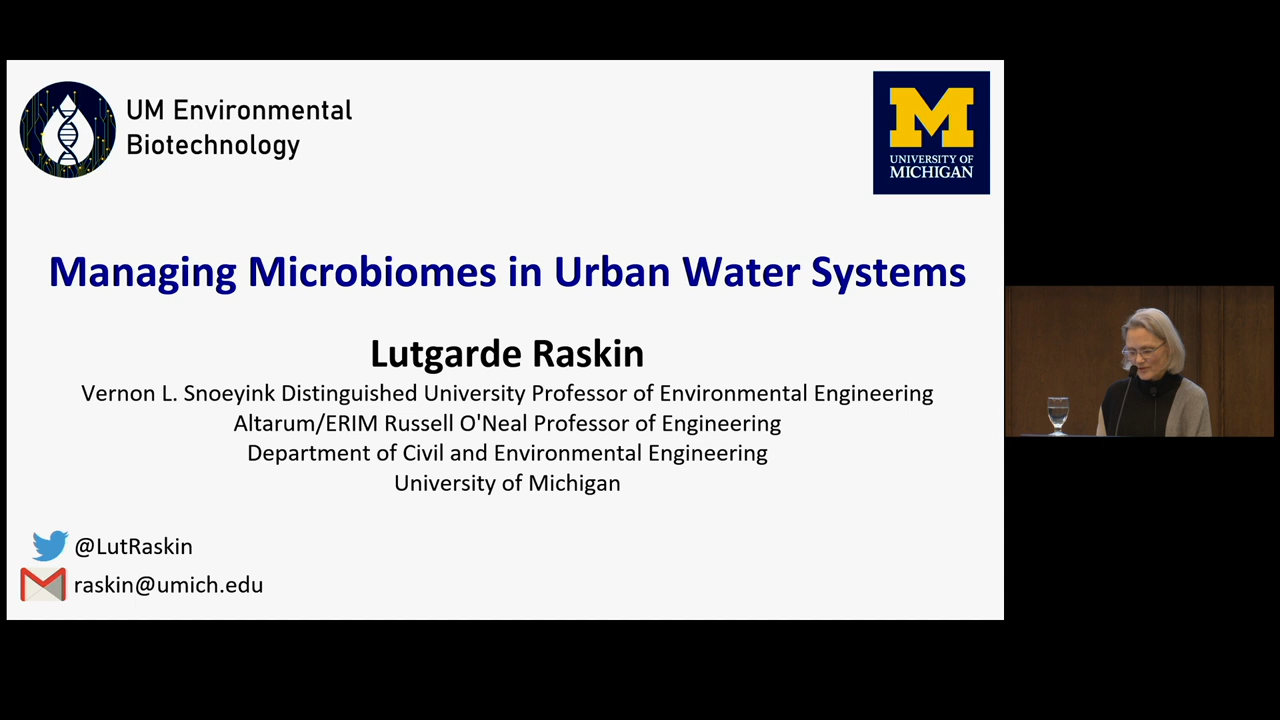 UM Environmental
Biotechnology
M
UNIVERSITY OF
MICHIGAN
Managing Microbiomes in Urban Water Systems
Lutgarde Raskin
Vernon L. Snoeyink Distinguished University Professor of Environmental Engineering
Altarum/ERIM Russell O'Neal Professor of Engineering
Department of Civil and Environmental Engineering
University of Michigan
@LutRaskin
raskin@umich.edu